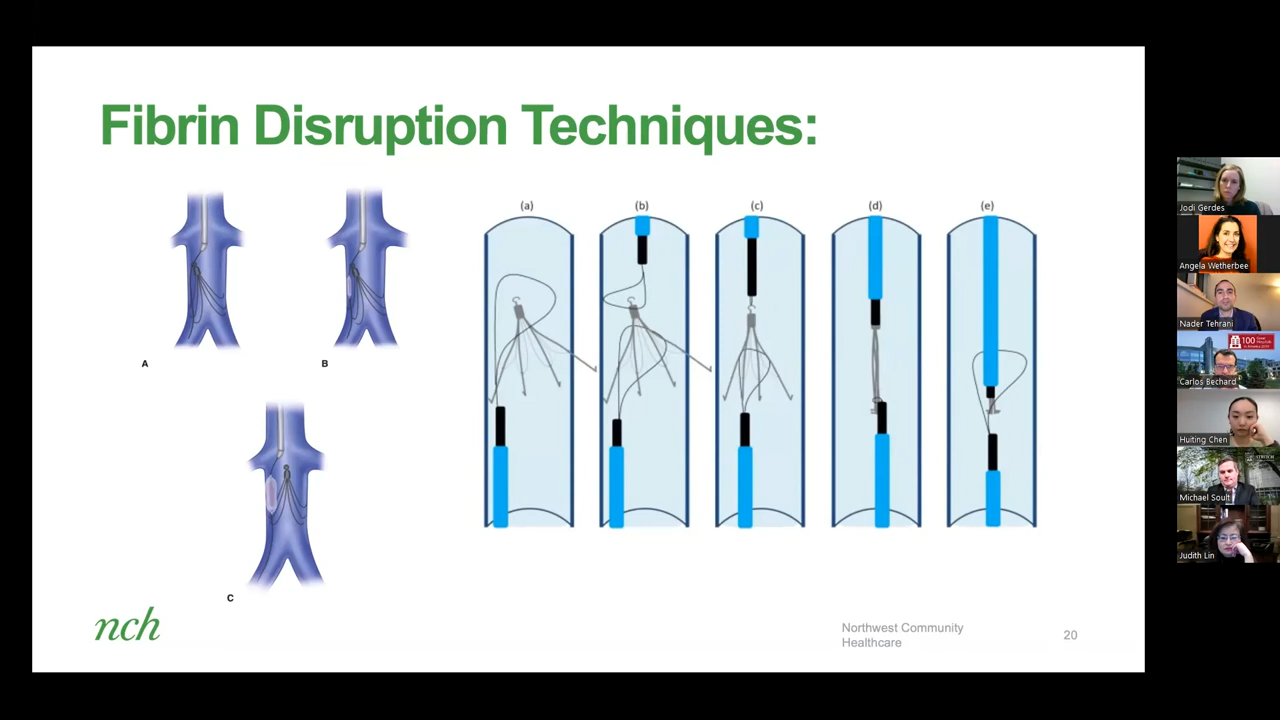 Fibrin Disruption Techniques:
A
B
C
(a)
(b)
(c)
(d)
(e)
nch
Northwest Community
Healthcare
20
Jodi Gerdes
Angela Wetherbee
Nader Tehrani
100
Carlos Bechard
Huiting Chen
Michael Soult
Judith Lin